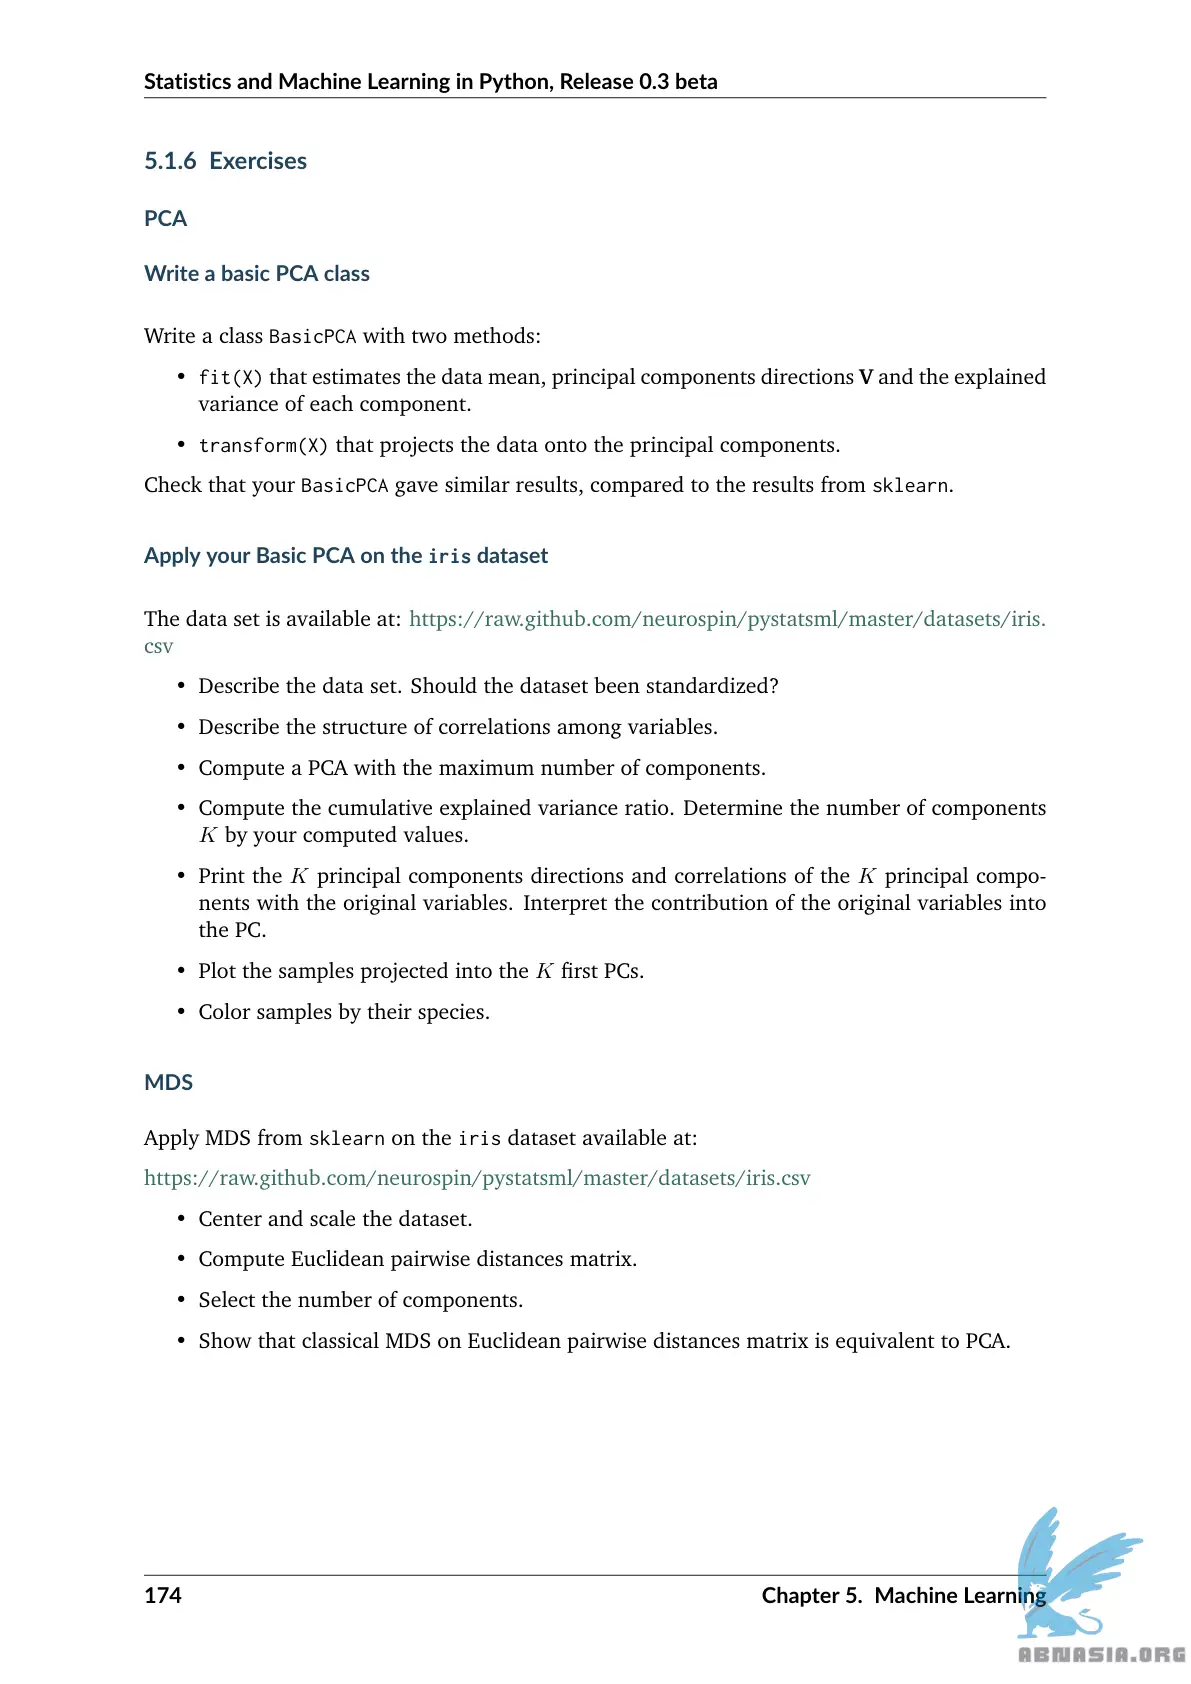 Statistics and Machine Learning in Python, Release 0.3 beta
5.1.6 Exercises
PCA
Write a basic PCA class
Write a class BasicPCA with two methods:
• fit(X) that estimates the data mean, principal components directions V and the explained
variance of each component.
• transform(X) that projects the data onto the principal components.
Check that your BasicPCA gave similar results, compared to the results from sklearn.
Apply your Basic PCA on the iris dataset
The data set is available at: https://raw.github.com/neurospin/pystatsml/master/datasets/iris.
csv
• Describe the data set. Should the dataset been standardized?
• Describe the structure of correlations among variables.
• Compute a PCA with the maximum number of components.
• Compute the cumulative explained variance ratio. Determine the number of components
K by your computed values.
• Print the K principal components directions and correlations of the K principal compo-
nents with the original variables. Interpret the contribution of the original variables into
the PC.
• Plot the samples projected into the K first PCs.
• Color samples by their species.
MDS
Apply MDS from sklearn on the iris dataset available at:
https://raw.github.com/neurospin/pystatsml/master/datasets/iris.csv
• Center and scale the dataset.
• Compute Euclidean pairwise distances matrix.
• Select the number of components.
• Show that classical MDS on Euclidean pairwise distances matrix is equivalent to PCA.
174 Chapter 5. Machine Learning
ABNASIA.ORG